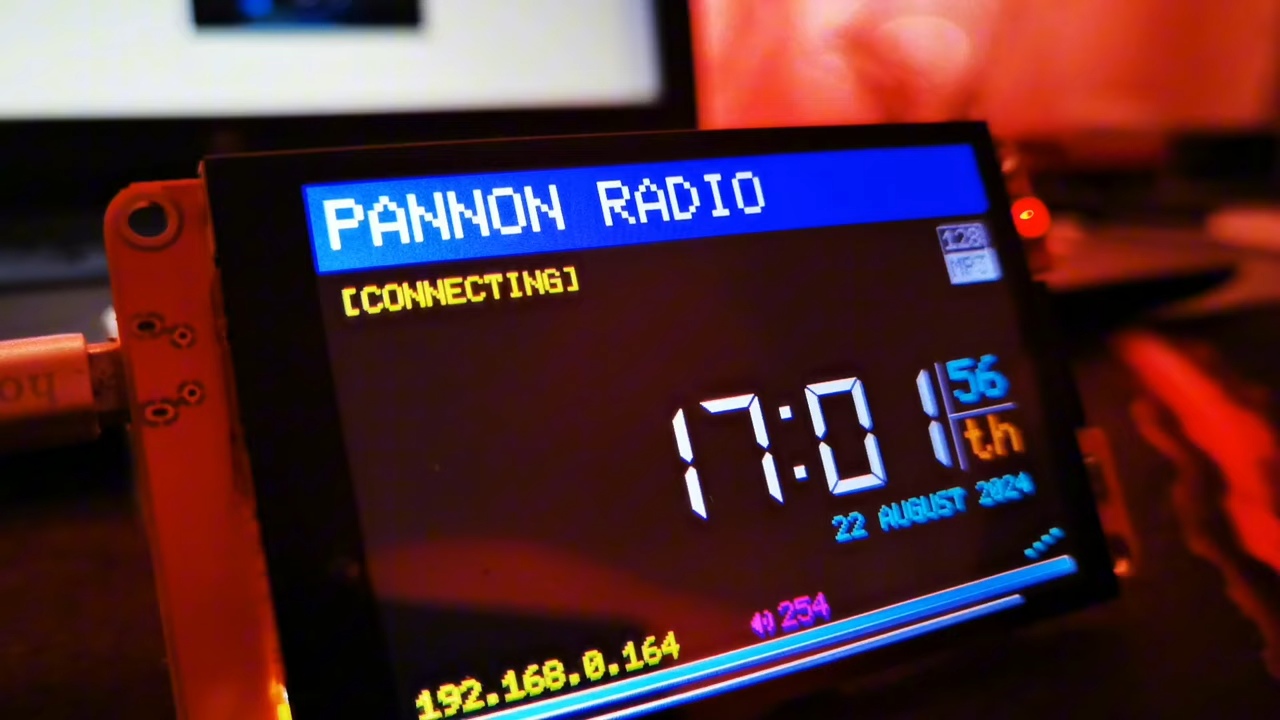 PANNON RADIO
[CONNECTING]
128
MP3
17:01
56
th
22 AUGUST 2024
254
192.168.0.164